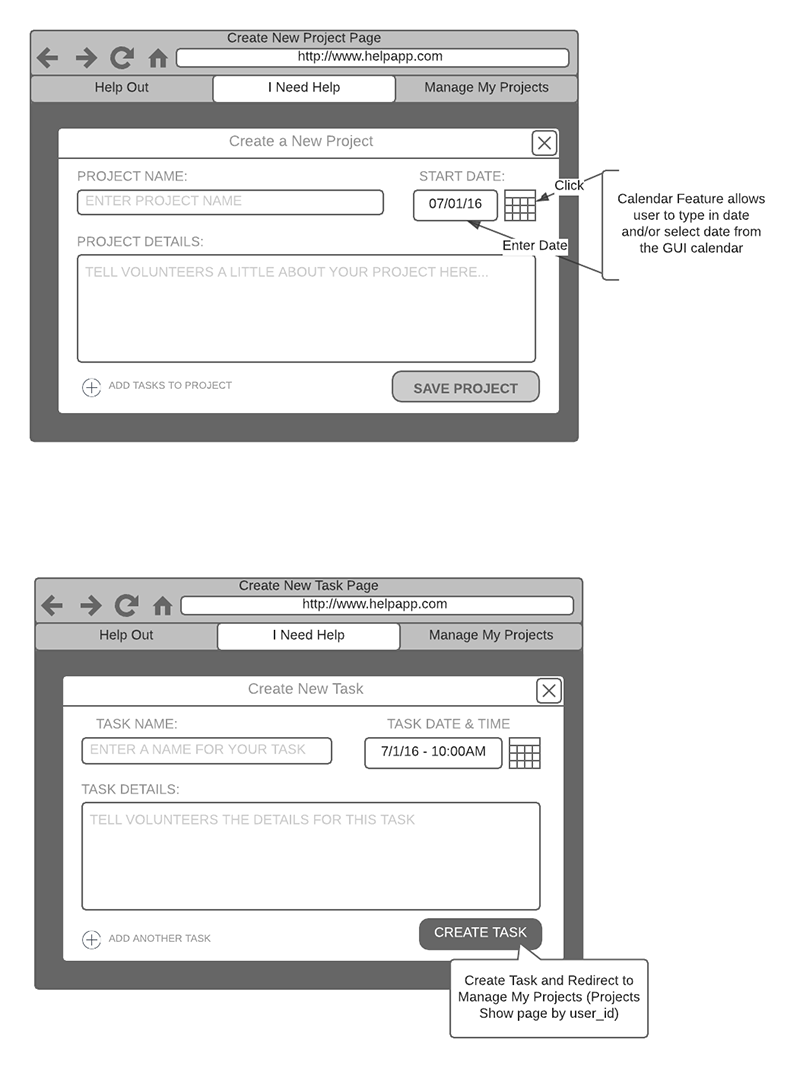 Create New Project Page
http://www.helpapp.com
Help Out
I Need Help
Manage My Projects
Create a New Project
PROJECT NAME:
START DATE:
ENTER PROJECT NAME
07/01/16
Click
Enter Date
Calendar Feature allows
user to type in date
and/or select date from
the GUI calendar
PROJECT DETAILS:
TELL VOLUNTEERS A LITTLE ABOUT YOUR PROJECT HERE...
ADD TASKS TO PROJECT
SAVE PROJECT
Create New Task Page
http://www.helpapp.com
Help Out
I Need Help
Manage My Projects
Create New Task
TASK NAME:
TASK DATE & TIME
ENTER A NAME FOR YOUR TASK
7/1/16 - 10:00AM
TASK DETAILS:
TELL VOLUNTEERS THE DETAILS FOR THIS TASK
ADD ANOTHER TASK
CREATE TASK
Create Task and Redirect to
Manage My Projects (Projects
Show page by user_id)